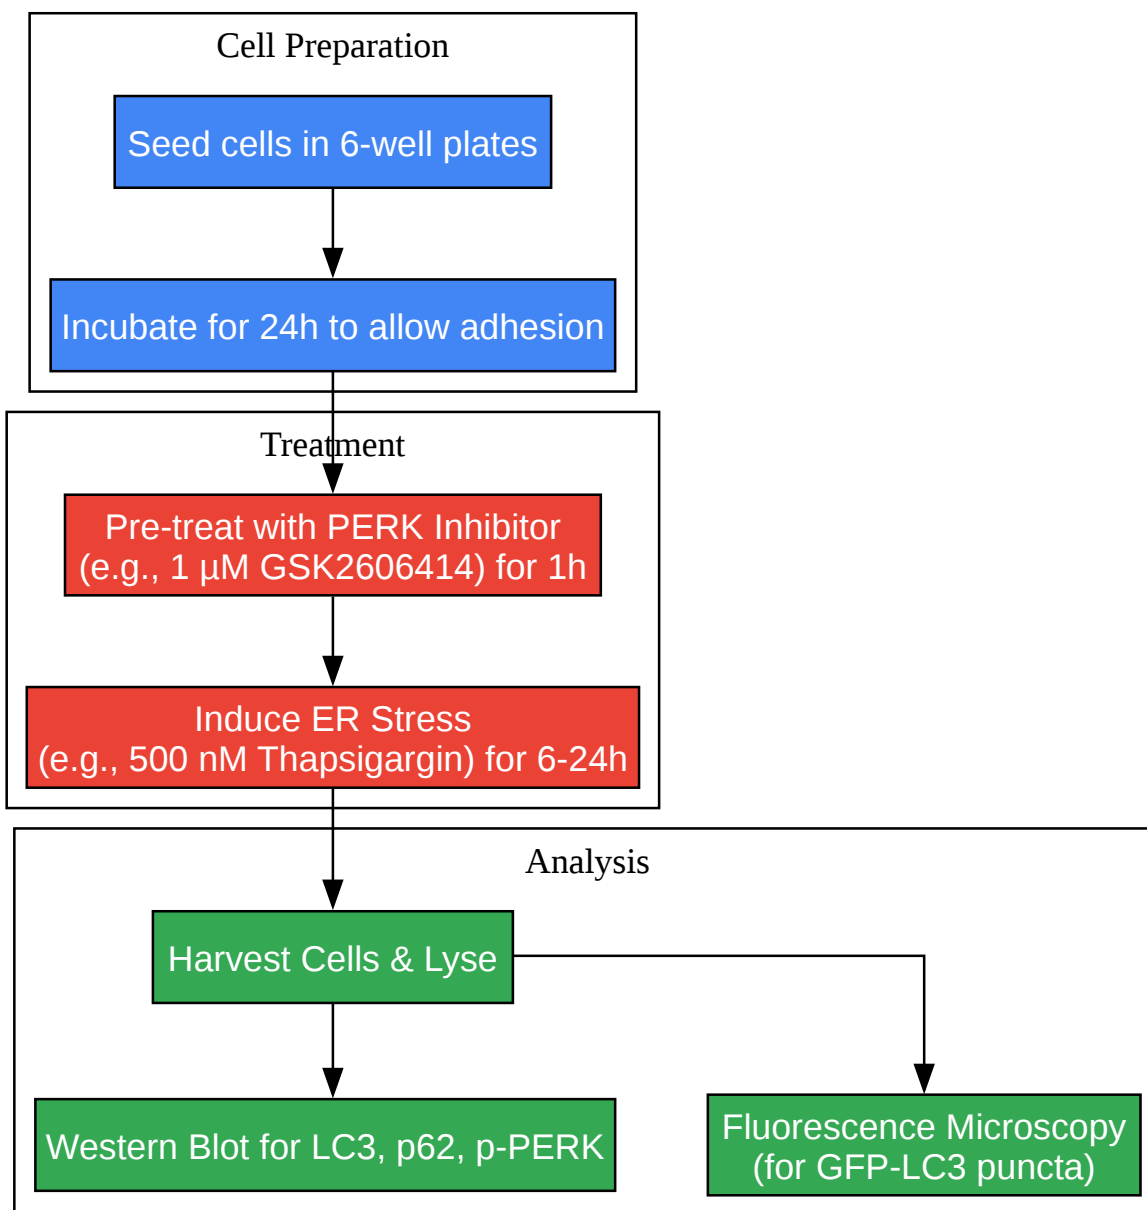 Cell Preparation
Seed cells in 6-well plates
Incubate for 24h to allow adhesion
Treatment
Pre-treat with PERK Inhibitor
(e.g., 1 µM GSK2606414) for 1h
Induce ER Stress
(e.g., 500 nM Thapsigargin) for 6-24h
Analysis
Harvest Cells & Lyse
Western Blot for LC3, p62, p-PERK
Fluorescence Microscopy
(for GFP-LC3 puncta)